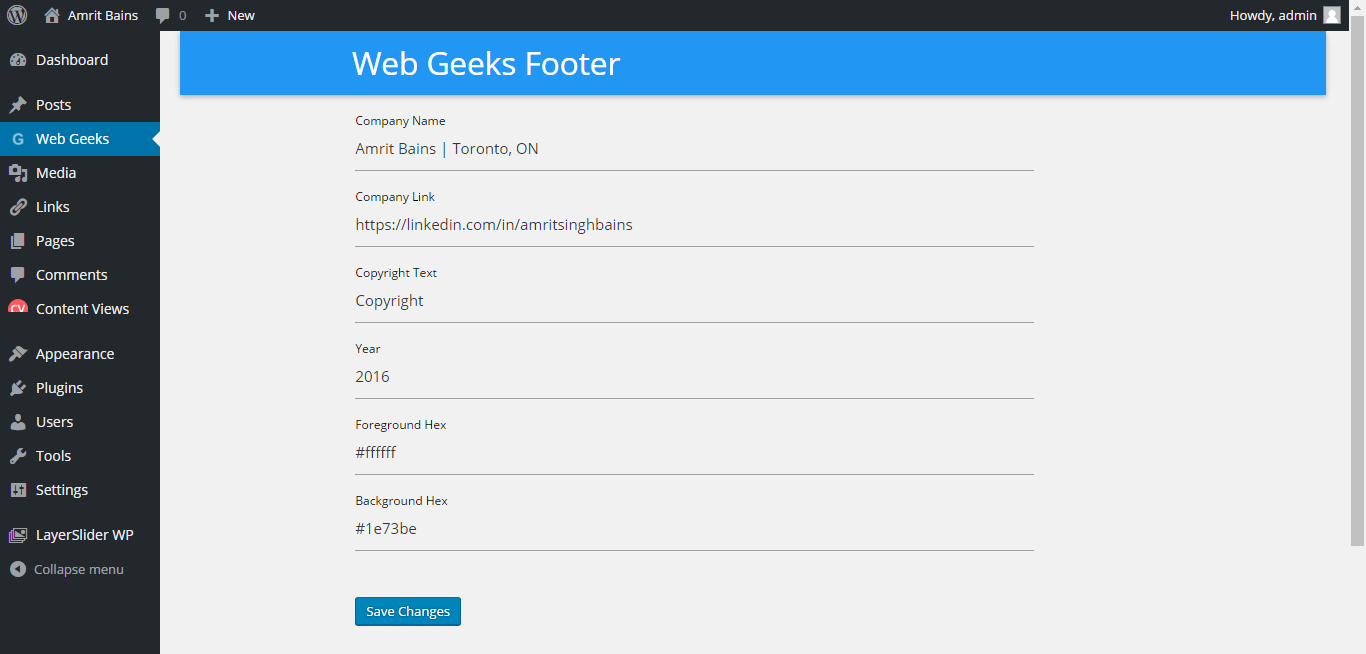 Amrit Bains 0 New Howdy, admin
Dashboard
Posts
G Web Geeks
Media
Links
Pages
Comments
CV Content Views
Appearance
Plugins
Users
Tools
Settings
LayerSlider WP
Collapse menu
Web Geeks Footer
Company Name
Amrit Bains | Toronto, ON
Company Link
https://linkedin.com/in/amritsinghbains
Copyright Text
Copyright
Year
2016
Foreground Hex
#ffffff
Background Hex
#1e73be
Save Changes